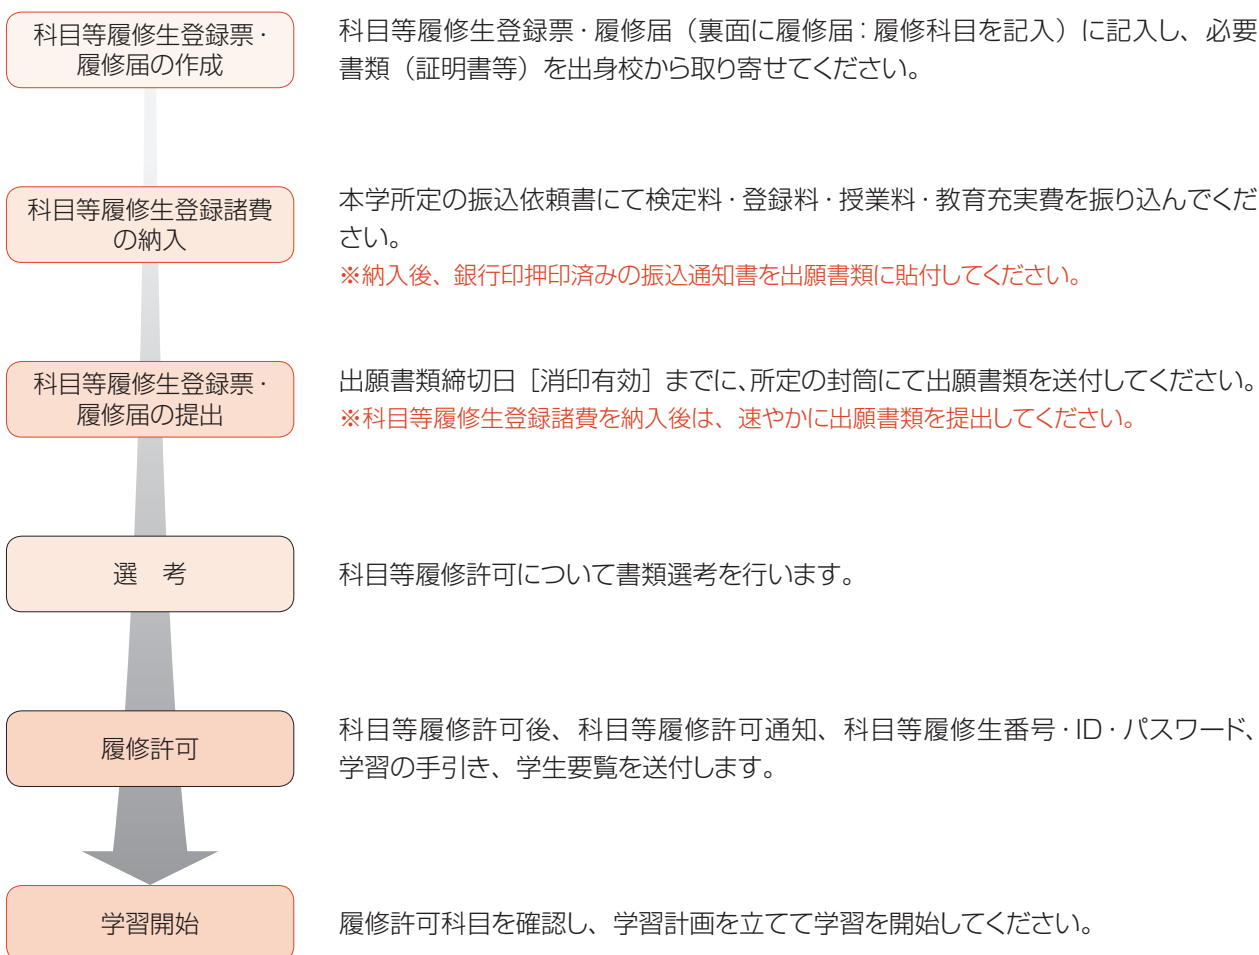 科目等履修生登録票・
履修届の作成
科目等履修生登録票・履修届（裏面に履修届：履修科目を記入）に記入し、必要
書類（証明書等）を出身校から取り寄せてください。
科目等履修生登録諸費
の納入
本学所定の振込依頼書にて検定料・登録料・授業料・教育充実費を振り込んでくだ
さい。
※納入後、銀行印押印済みの振込通知書を出願書類に貼付してください。
科目等履修生登録票・
履修届の提出
出願書類締切日［消印有効］までに、所定の封筒にて出願書類を送付してください。
※科目等履修生登録諸費を納入後は、速やかに出願書類を提出してください。
選　考
科目等履修許可について書類選考を行います。
履修許可
科目等履修許可後、科目等履修許可通知、科目等履修生番号・ID・パスワード、
学習の手引き、学生要覧を送付します。
学習開始
履修許可科目を確認し、学習計画を立てて学習を開始してください。